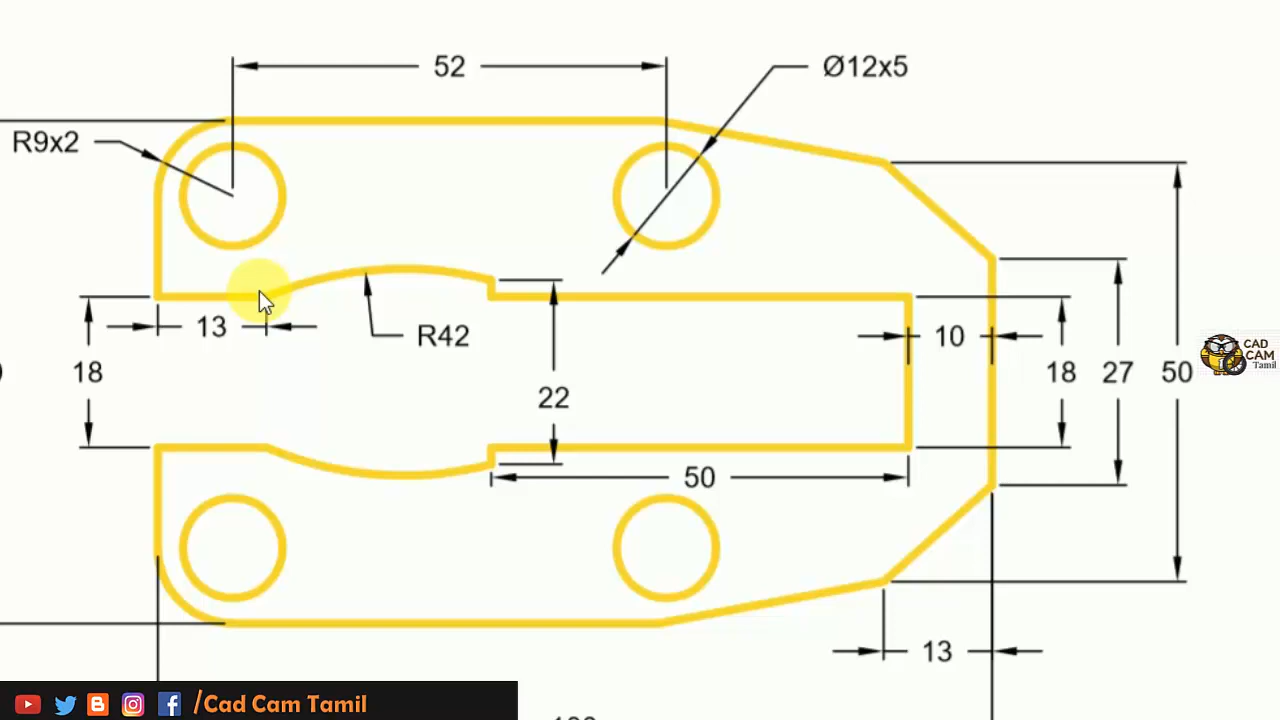 52
Ø12x5
R9x2
13
R42
10
18
22
18
27
50
50
13
CAD
CAM
Tamil
/Cad Cam Tamil